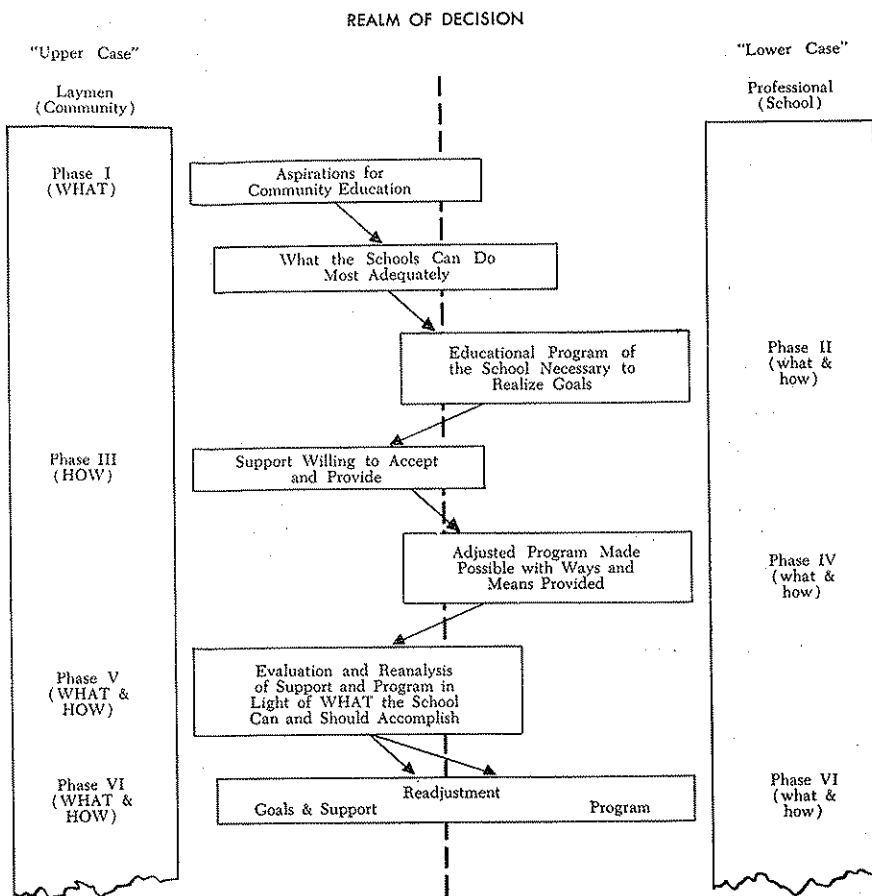 REALM OF DECISION
"Upper Case"
"Lower Case"
Laymen
(Community)
Professional
(School)
Phase I
(WHAT)
Aspirations for
Community Education
What the Schools Can Do
Most Adequately
Educational Program of
the School Necessary to
Realize Goals
Phase II
(what &
how)
Phase III
(HOW)
Support Willing to Accept
and Provide
Adjusted Program Made
Possible with Ways and
Means Provided
Phase IV
(what &
how)
Phase V
(WHAT &
HOW)
Evaluation and Reanalysis
of Support and Program in
Light of WHAT the School
Can and Should Accomplish
Phase VI
(WHAT &
HOW)
Readjustment
Goals & Support Program
Phase VI
(what &
how)